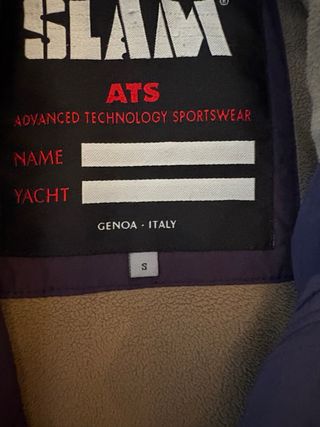 SLAM®
ATS
ADVANCED TECHNOLOGY SPORTSWEAR
NAME
YACHT
GENOA · ITALY
S